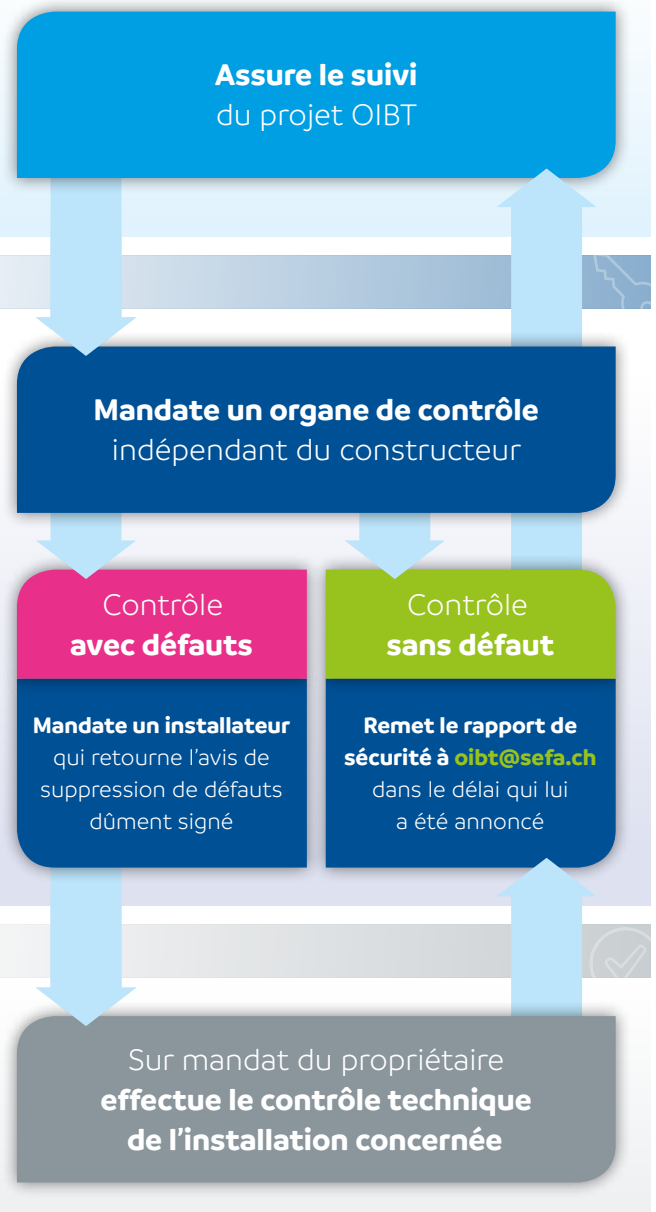 Assure le suivi
du projet OIBT
Mandate un organe de contrôle
indépendant du constructeur
Contrôle
avec défauts
Mandate un installateur
qui retourne l’avis de
suppression de défauts
dûment signé
Contrôle
sans défaut
Remet le rapport de
sécurité à oibt@sefa.ch
dans le délai qui lui
a été annoncé
Sur mandat du propriétaire
effectue le contrôle technique
de l’installation concernée